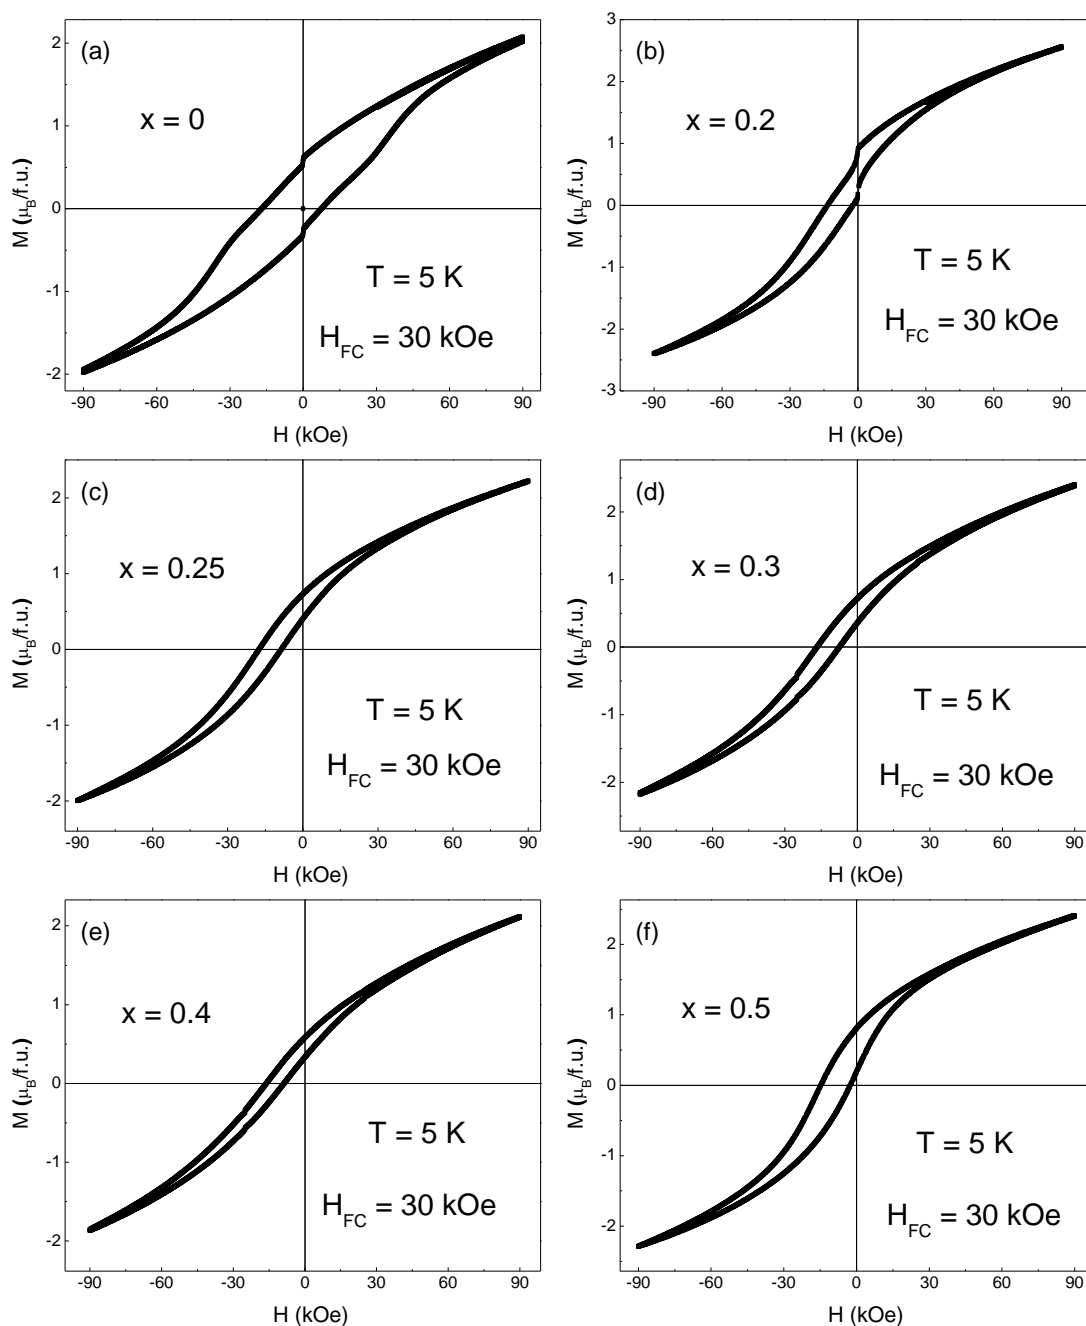 (a)
x = 0
T = 5 K
H_FC = 30 kOe
M (μ_B/f.u.)
2
1
0
-1
-2
-90 -60 -30 0 30 60 90
H (kOe)
(b)
x = 0.2
T = 5 K
H_FC = 30 kOe
M (μ_B/f.u.)
3
2
1
0
-1
-2
-3
-90 -60 -30 0 30 60 90
H (kOe)
(c)
x = 0.25
T = 5 K
H_FC = 30 kOe
M (μ_B/f.u.)
2
1
0
-1
-2
-90 -60 -30 0 30 60 90
H (kOe)
(d)
x = 0.3
T = 5 K
H_FC = 30 kOe
M (μ_B/f.u.)
2
1
0
-1
-2
-90 -60 -30 0 30 60 90
H (kOe)
(e)
x = 0.4
T = 5 K
H_FC = 30 kOe
M (μ_B/f.u.)
2
1
0
-1
-2
-90 -60 -30 0 30 60 90
H (kOe)
(f)
x = 0.5
T = 5 K
H_FC = 30 kOe
M (μ_B/f.u.)
2
1
0
-1
-2
-90 -60 -30 0 30 60 90
H (kOe)